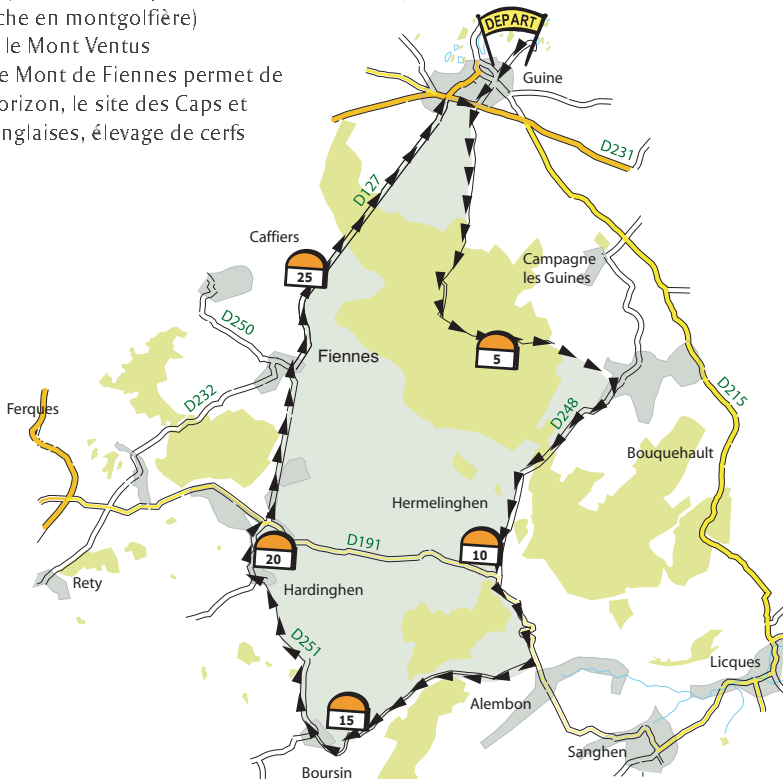 che en montgolfière)
le Mont Ventus
e Mont de Fiennes permet de
orizon, le site des Caps et
nglaises, élevage de cerfs
DEPART
Guine
D231
D127
Caffiers
25
Campagne
les Guines
D250
5
Fiennes
D232
D215
Ferques
D248
Bouquehault
Hermelinghen
10
D191
20
Rety
Hardinghen
D251
Licques
Alembon
15
Sanghen
Boursin